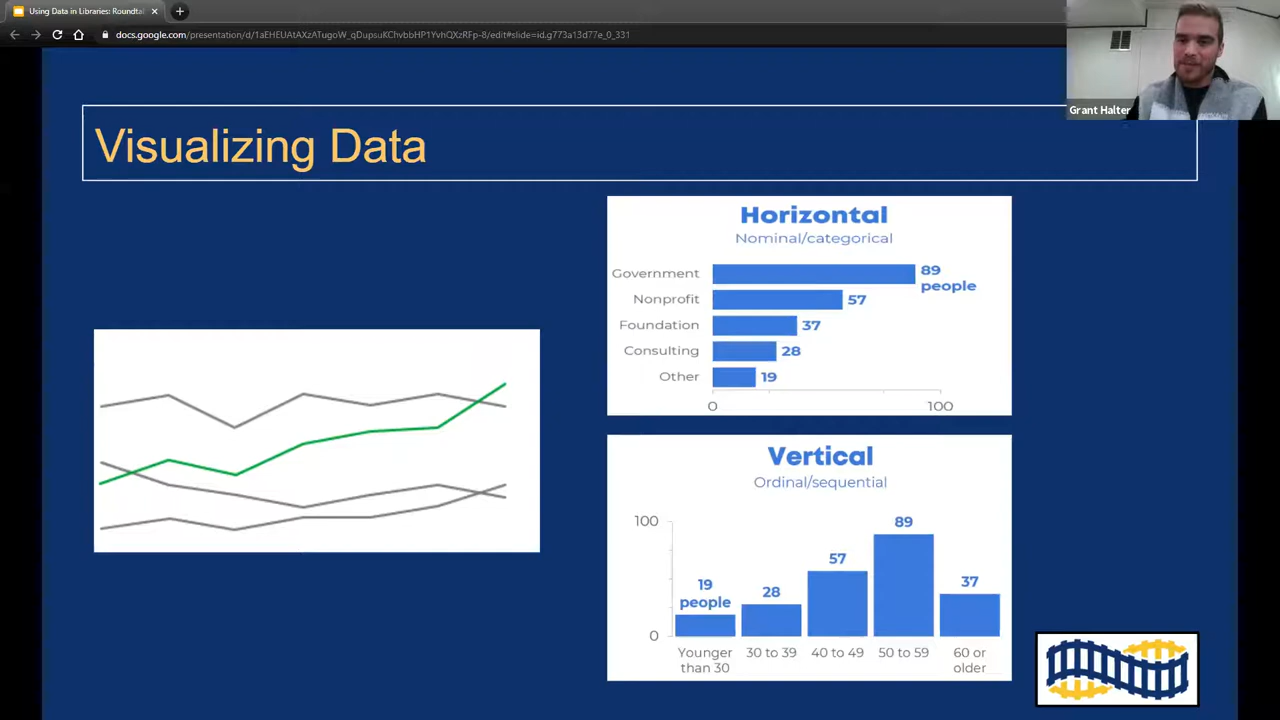 Using Data in Libraries: Roundta
docs.google.com/presentation/d/1aEHEUAtAXzATugoW_qDupsuKChvbbHP1YvhQXzRFp-8/edit#slide=id.g773a13d77e_0_331
Grant Halter
Visualizing Data
Horizontal
Nominal/categorical
Government 89 people
Nonprofit 57
Foundation 37
Consulting 28
Other 19
0 100
Vertical
Ordinal/sequential
100
0
19 people
28
57
89
37
Younger than 30
30 to 39
40 to 49
50 to 59
60 or older